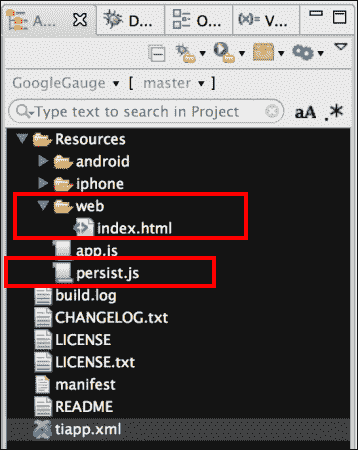 A... D... O... (x)= V...
GoogleGauge [ master ]
Type text to search in Project aA .*
Resources
android
iphone
web
index.html
app.js
persist.js
build.log
CHANGELOG.txt
LICENSE
LICENSE.txt
manifest
README
tiapp.xml